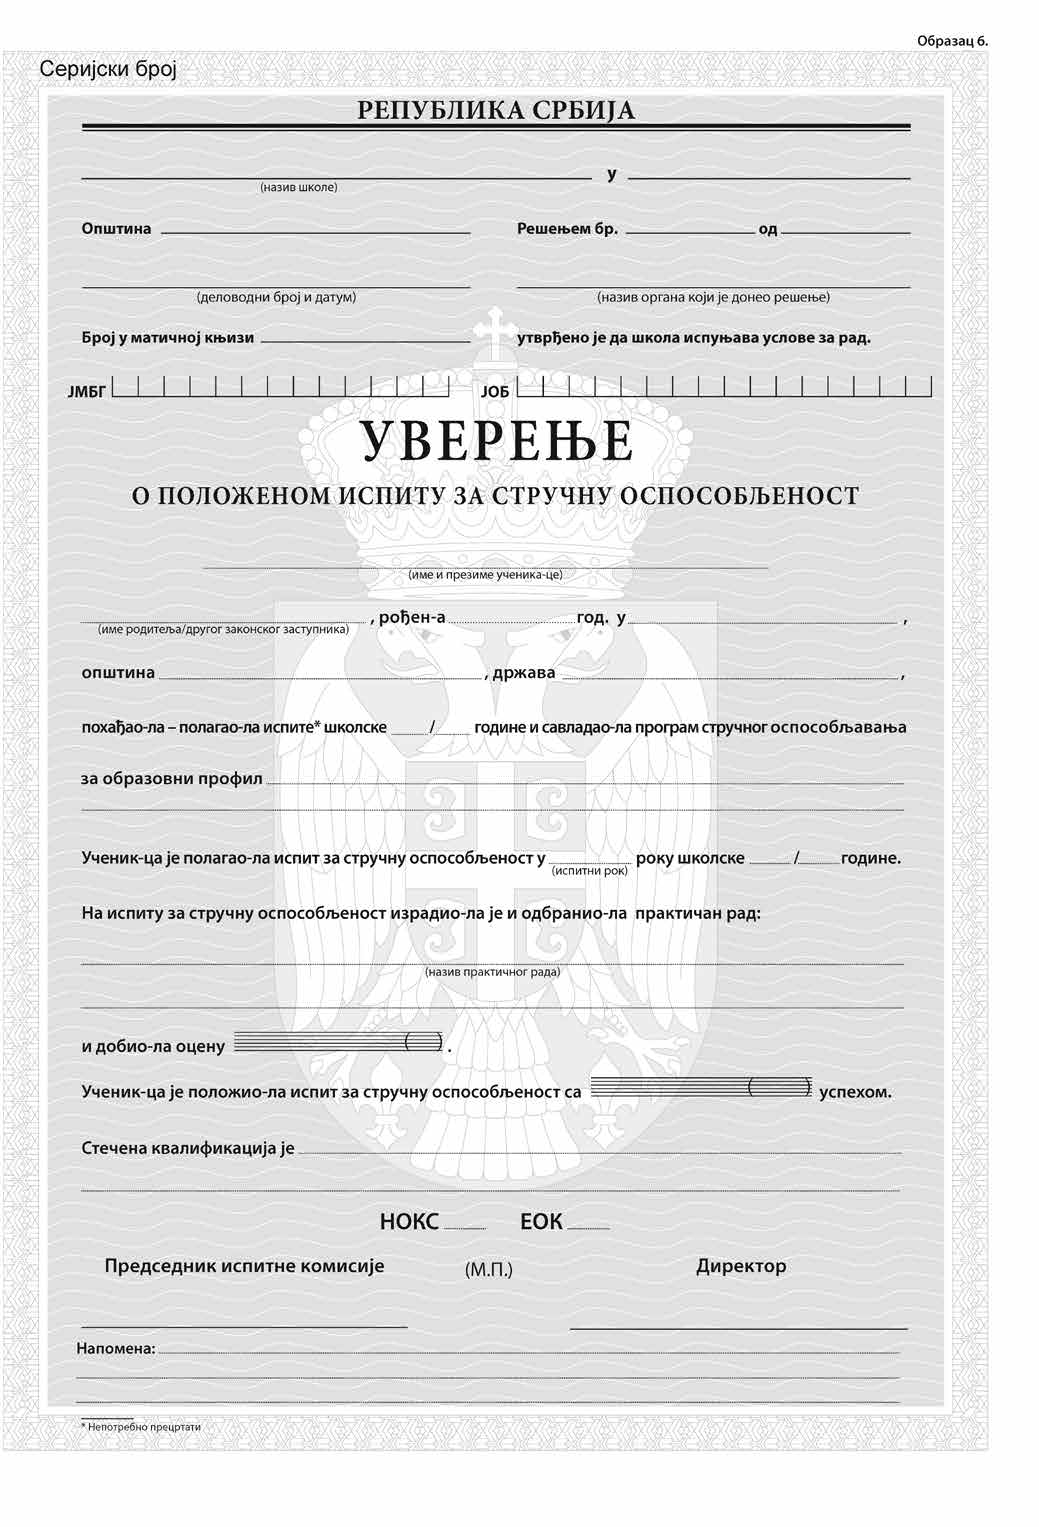 Образац 6.
Серијски број
РЕПУБЛИКА СРБИЈА
у
(назив школе)
Општина Решењем бр. од
(деловодни број и датум) (назив органа који је донео решење)
Број у матичној књизи утврђено је да школа испуњава услове за рад.
ЈМБГ ЈОБ
УВЕРЕЊЕ
О ПОЛОЖЕНОМ ИСПИТУ ЗА СТРУЧНУ ОСПОСОБЉЕНОСТ
(име и презиме ученика-це)
, рођен-а год. у ,
(име родитеља/другог законског заступника)
општина , држава ,
похађао-ла – полагао-ла испите* школске / године и савладао-ла програм стручног оспособљавања
за образовни профил
Ученик-ца је полагао-ла испит за стручну оспособљеност у року школске / године.
(испитни рок)
На испиту за стручну оспособљеност израдио-ла је и одбранио-ла практичан рад:
(назив практичног рада)
и добио-ла оцену ( ) .
Ученик-ца је положио-ла испит за стручну оспособљеност са ( ) успехом.
Стечена квалификација је
НОКС ЕОК
Председник испитне комисије (М.П.) Директор
Напомена:
* Непотребно прецртати